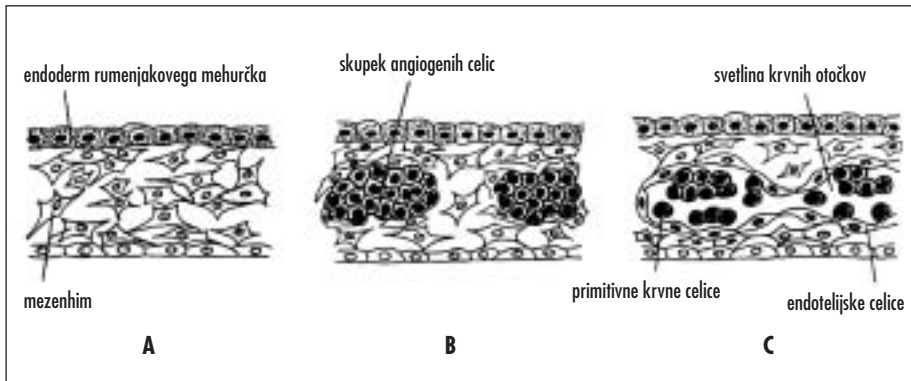 endoderm rumenjakovega mehurčka
skupek angiogenih celic
svetlina krvnih otočkov
mezenhim
primitivne krvne celice
endotelijske celice
A
B
C